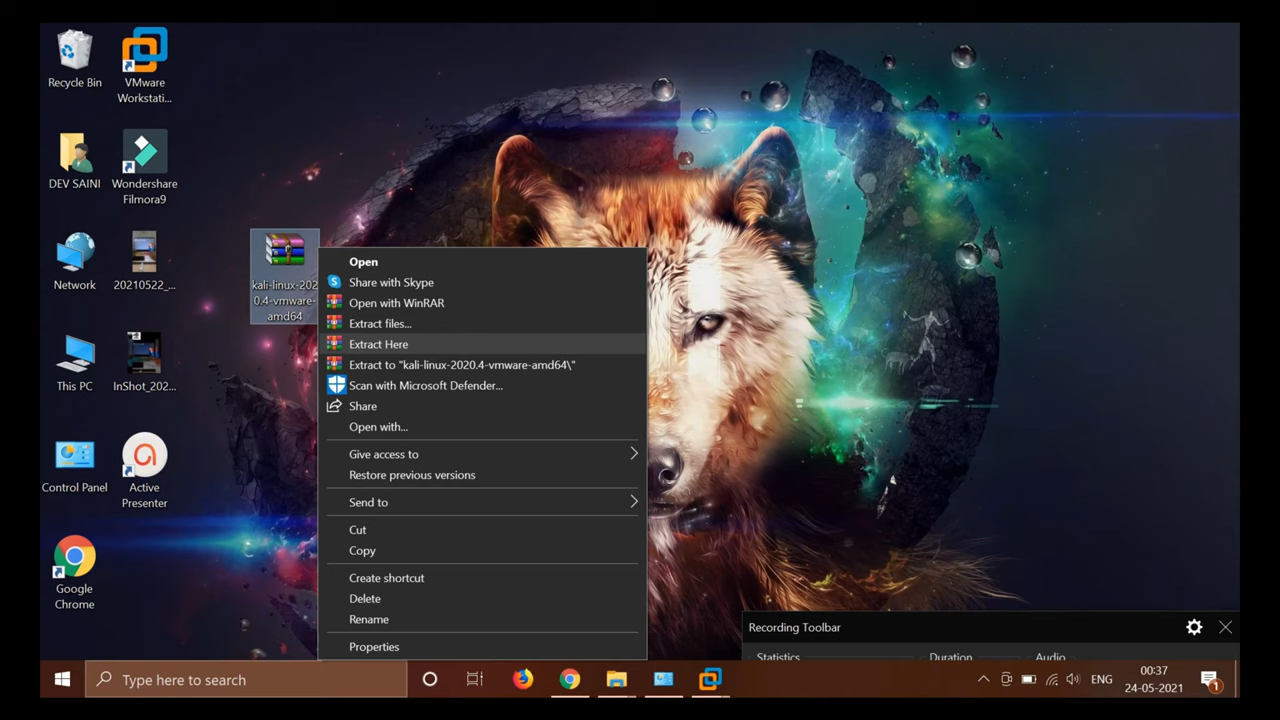 Recycle Bin
VMware
Workstati...
DEV SAINI
Wondershare
Filmora9
Network
20210522_...
kali-linux-202
0.4-vmware-
amd64
This PC
InShot_202...
Control Panel
Active
Presenter
Google
Chrome
Open
Share with Skype
Open with WinRAR
Extract files...
Extract Here
Extract to "kali-linux-2020.4-vmware-amd64\"
Scan with Microsoft Defender...
Share
Open with...
Give access to
Restore previous versions
Send to
Cut
Copy
Create shortcut
Delete
Rename
Properties
Recording Toolbar
Statistics
Duration
Audio
Type here to search
ENG
00:37
24-05-2021
1